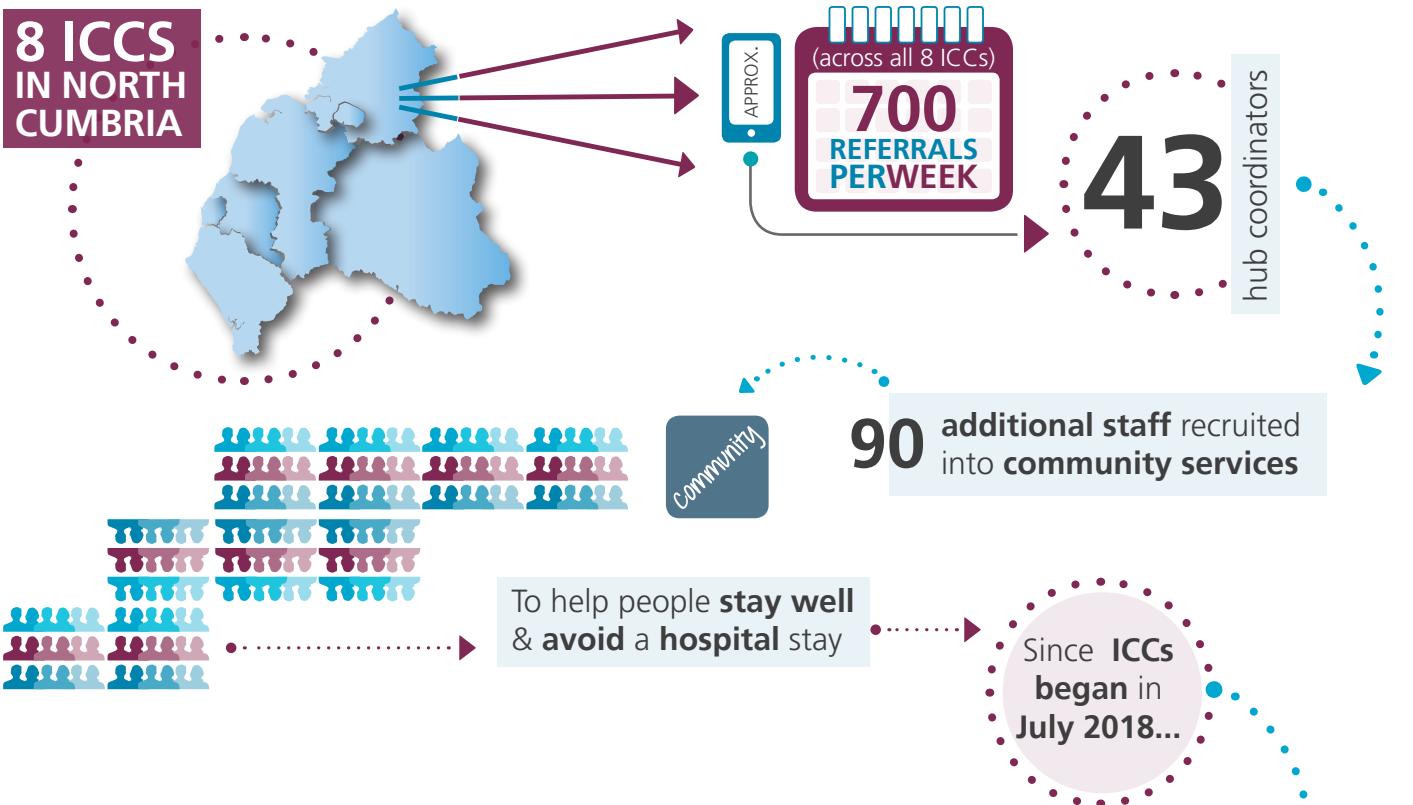 8 ICCS
IN NORTH
CUMBRIA
APPROX.
(across all 8 ICCs)
700
REFERRALS
PERWEEK
43
hub coordinators
90
additional staff recruited
into community services
community
To help people stay well
& avoid a hospital stay
Since ICCs
began in
July 2018...